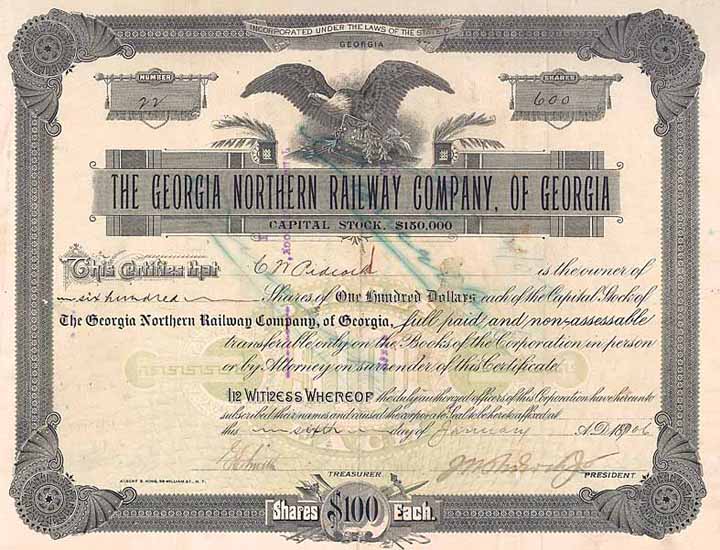 INCORPORATED UNDER THE LAWS OF THE STATE OF
GEORGIA
NUMBER
22
SHARES
600
THE GEORGIA NORTHERN RAILWAY COMPANY, OF GEORGIA
CAPITAL STOCK, $150,000
This Certifies that C W Pidcock is the owner of
six hundred Shares of One Hundred Dollars each of the Capital Stock of
The Georgia Northern Railway Company, of Georgia, full paid and non-assessable
transferable only on the Books of the Corporation in person
or by Attorney on surrender of this Certificate.
In Witness Whereof the duly authorized officers of this Corporation have hereunto
subscribed their names and caused the corporate Seal to be hereto affixed at
this sixth day of January A.D. 1906
TREASURER
PRESIDENT
ALBERT B. KING, 89 WILLIAM ST., N. Y.
Shares $100 Each.